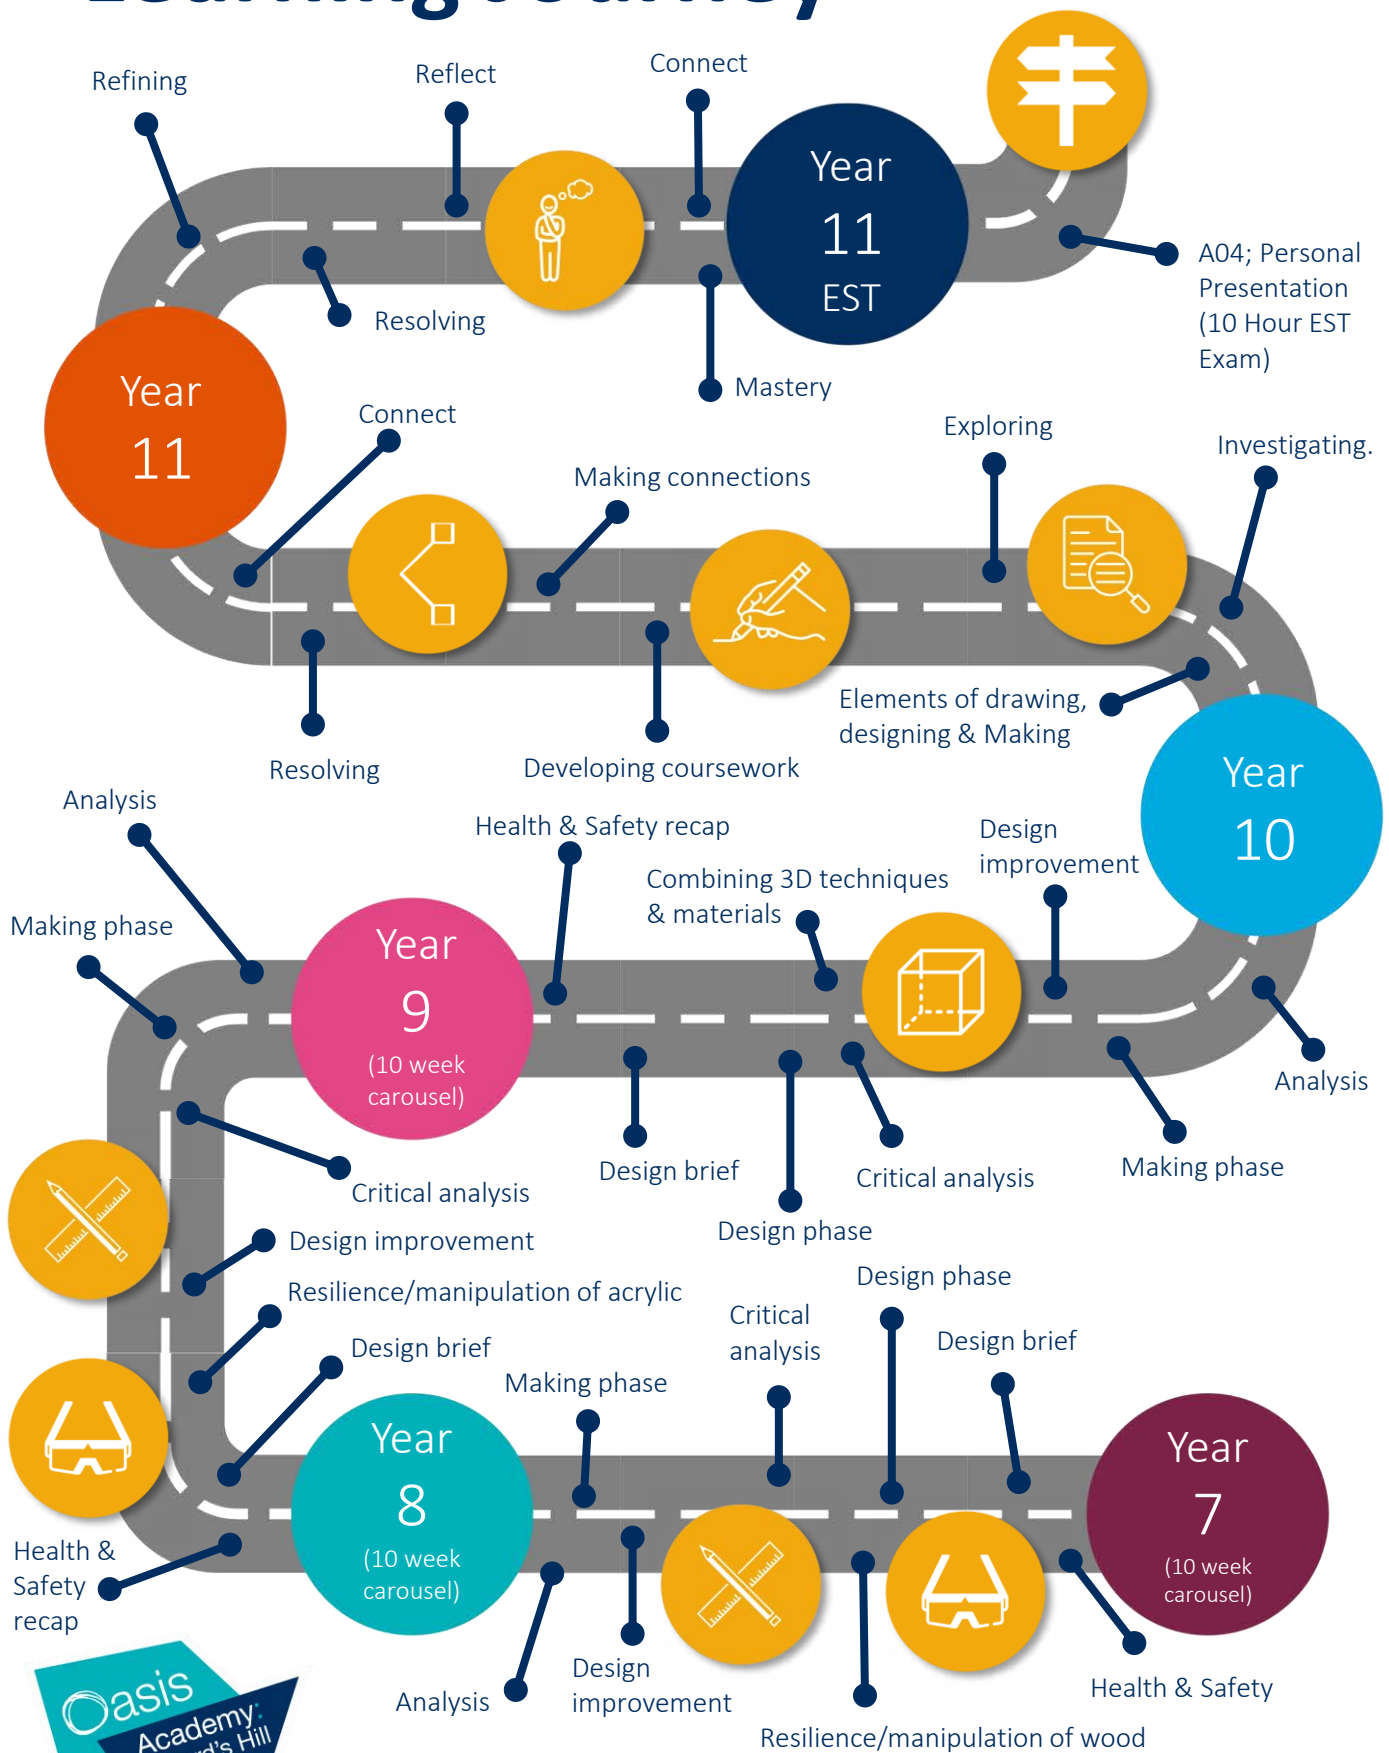 Learning Journey
Refining
Reflect
Connect
Year
11
EST
A04; Personal
Presentation
(10 Hour EST
Exam)
Resolving
Mastery
Year
11
Connect
Making connections
Exploring
Investigating.
Elements of drawing,
designing & Making
Resolving
Developing coursework
Year
10
Analysis
Health & Safety recap
Design
improvement
Combining 3D techniques
& materials
Making phase
Year
9
(10 week
carousel)
Analysis
Design brief
Critical analysis
Making phase
Design phase
Critical analysis
Design improvement
Resilience/manipulation of acrylic
Design phase
Critical
analysis
Design brief
Design brief
Making phase
Year
8
(10 week
carousel)
Year
7
(10 week
carousel)
Health &
Safety
recap
Analysis
Design
improvement
Health & Safety
Resilience/manipulation of wood
Oasis
Academy:
Hill